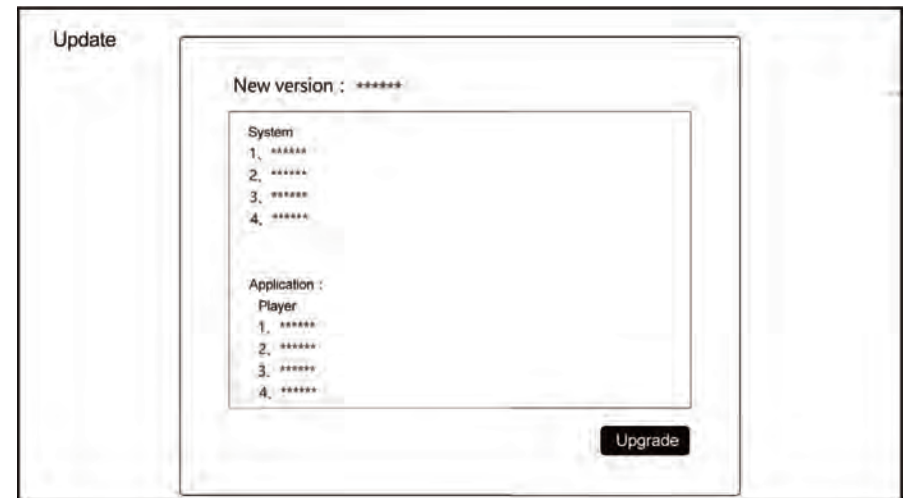 Update
New version： ******
System
1、******
2、******
3、******
4、******
Application：
Player
1、******
2、******
3、******
4、******
Upgrade